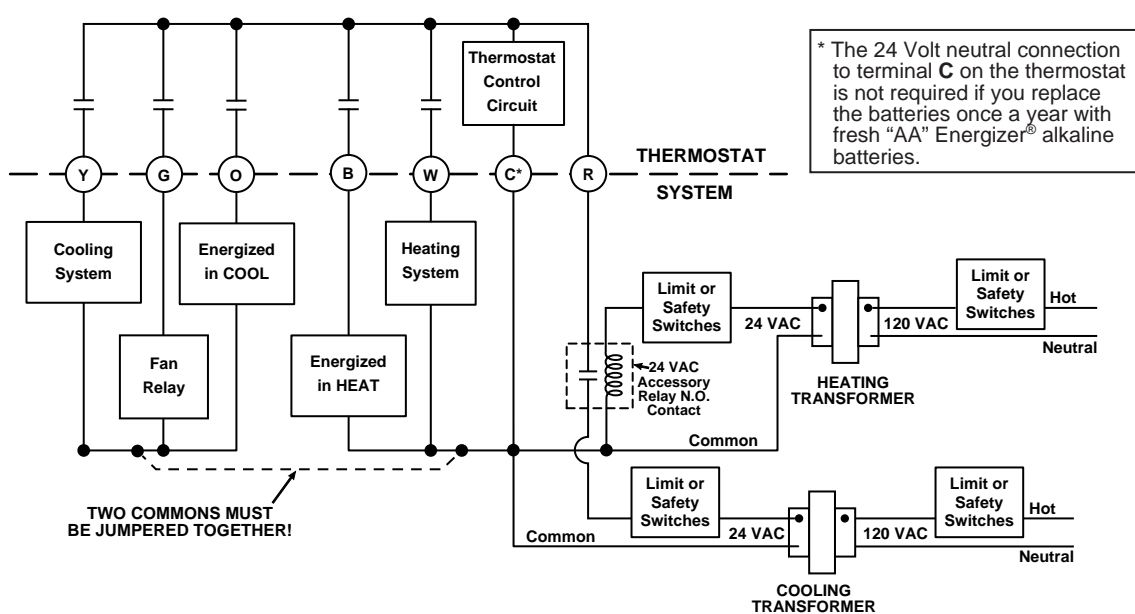 Thermostat
Control
Circuit
* The 24 Volt neutral connection
to terminal C on the thermostat
is not required if you replace
the batteries once a year with
fresh “AA” Energizer® alkaline
batteries.
Y
G
O
B
W
C*
R
THERMOSTAT
SYSTEM
Cooling
System
Energized
in COOL
Heating
System
Fan
Relay
Energized
in HEAT
Limit or
Safety
Switches
24 VAC
120 VAC
Limit or
Safety
Switches
Hot
Neutral
HEATING
TRANSFORMER
24 VAC
Accessory
Relay N.O.
Contact
Common
TWO COMMONS MUST
BE JUMPERED TOGETHER!
Limit or
Safety
Switches
Common
24 VAC
120 VAC
Limit or
Safety
Switches
Hot
Neutral
COOLING
TRANSFORMER